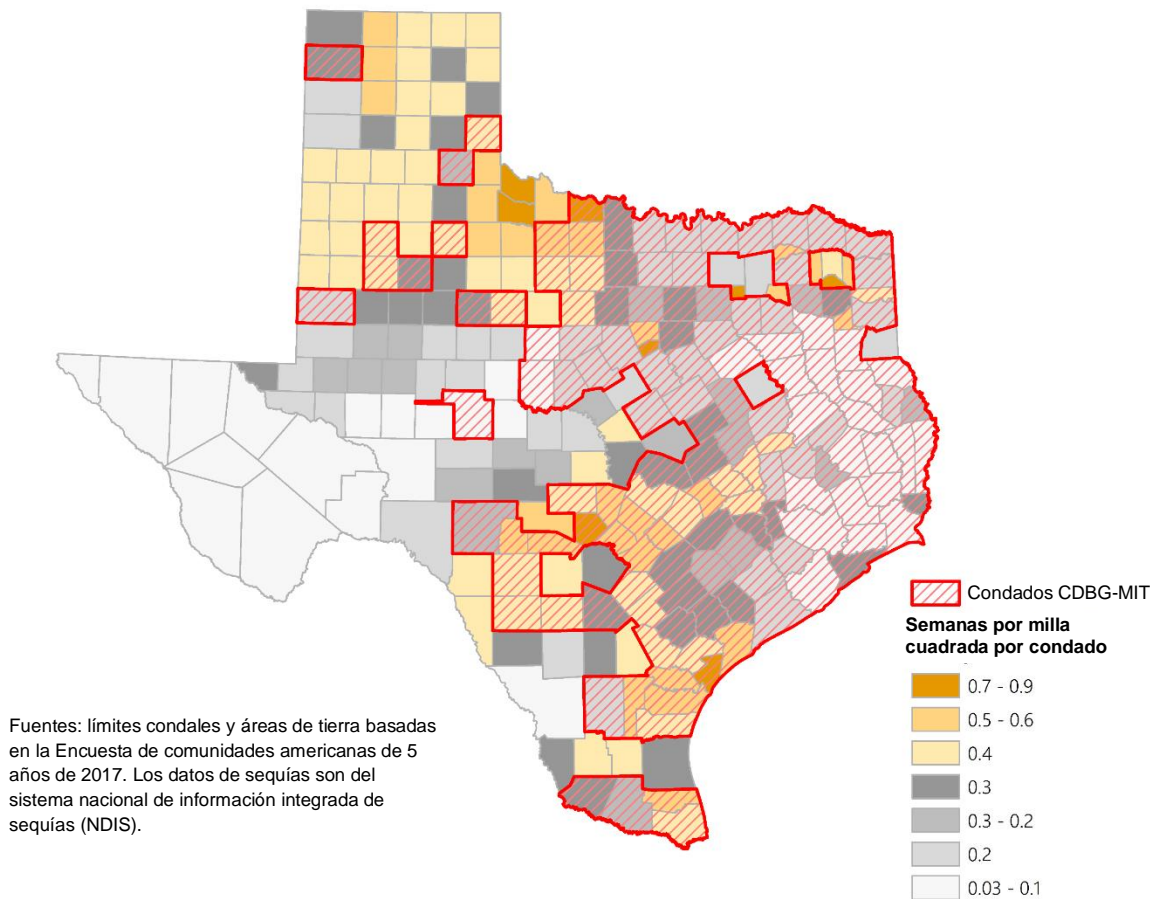 Condados CDBG-MIT
Semanas por milla
cuadrada por condado
0.7 - 0.9
0.5 - 0.6
0.4
0.3
0.3 - 0.2
0.2
0.03 - 0.1
Fuentes: límites condales y áreas de tierra basadas
en la Encuesta de comunidades americanas de 5
años de 2017. Los datos de sequías son del
sistema nacional de información integrada de
sequías (NDIS).